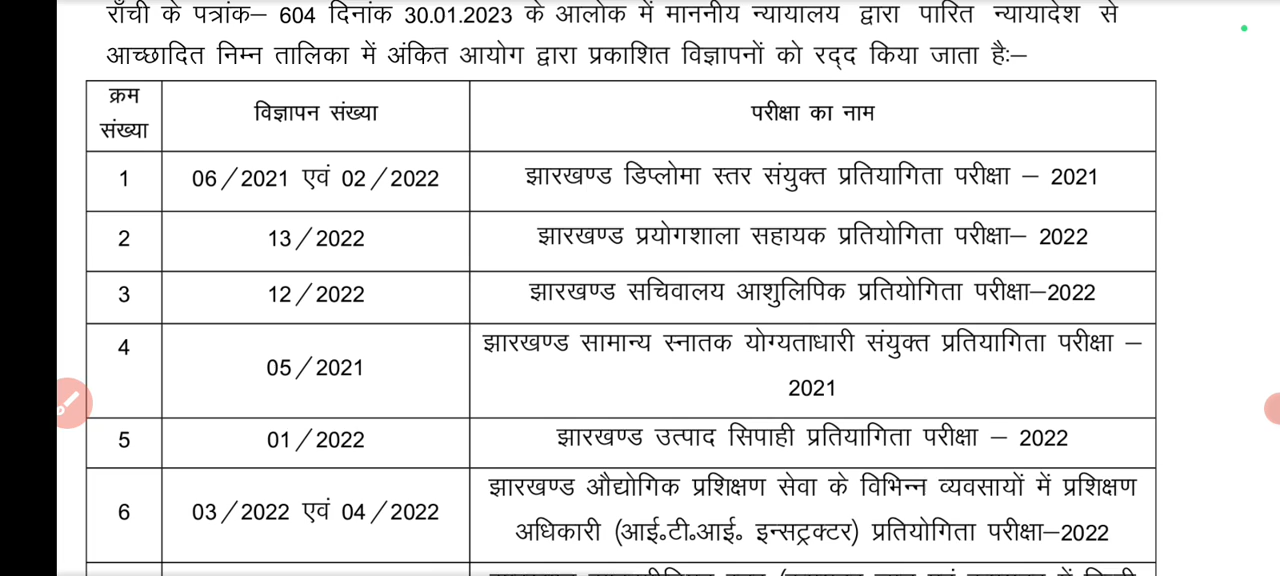 राँची के पत्रांक– 604 दिनांक 30.01.2023 के आलोक में माननीय न्यायालय द्वारा पारित न्यायादेश से
आच्छादित निम्न तालिका में अंकित आयोग द्वारा प्रकाशित विज्ञापनों को रद्द किया जाता हैः–
क्रम संख्या विज्ञापन संख्या परीक्षा का नाम
1 06/2021 एवं 02/2022 झारखण्ड डिप्लोमा स्तर संयुक्त प्रतियागिता परीक्षा – 2021
2 13/2022 झारखण्ड प्रयोगशाला सहायक प्रतियोगिता परीक्षा– 2022
3 12/2022 झारखण्ड सचिवालय आशुलिपिक प्रतियोगिता परीक्षा–2022
4 05/2021 झारखण्ड सामान्य स्नातक योग्यताधारी संयुक्त प्रतियागिता परीक्षा –
2021
5 01/2022 झारखण्ड उत्पाद सिपाही प्रतियागिता परीक्षा – 2022
6 03/2022 एवं 04/2022 झारखण्ड औद्योगिक प्रशिक्षण सेवा के विभिन्न व्यवसायों में प्रशिक्षण
अधिकारी (आई॰टी॰आई॰ इन्सट्रक्टर) प्रतियोगिता परीक्षा–2022